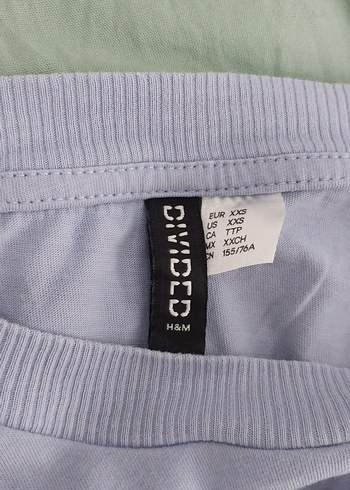 DIVIDED
H&M
EUR XXS
US XXS
CA TTP
MX XXCH
CN 155/76A